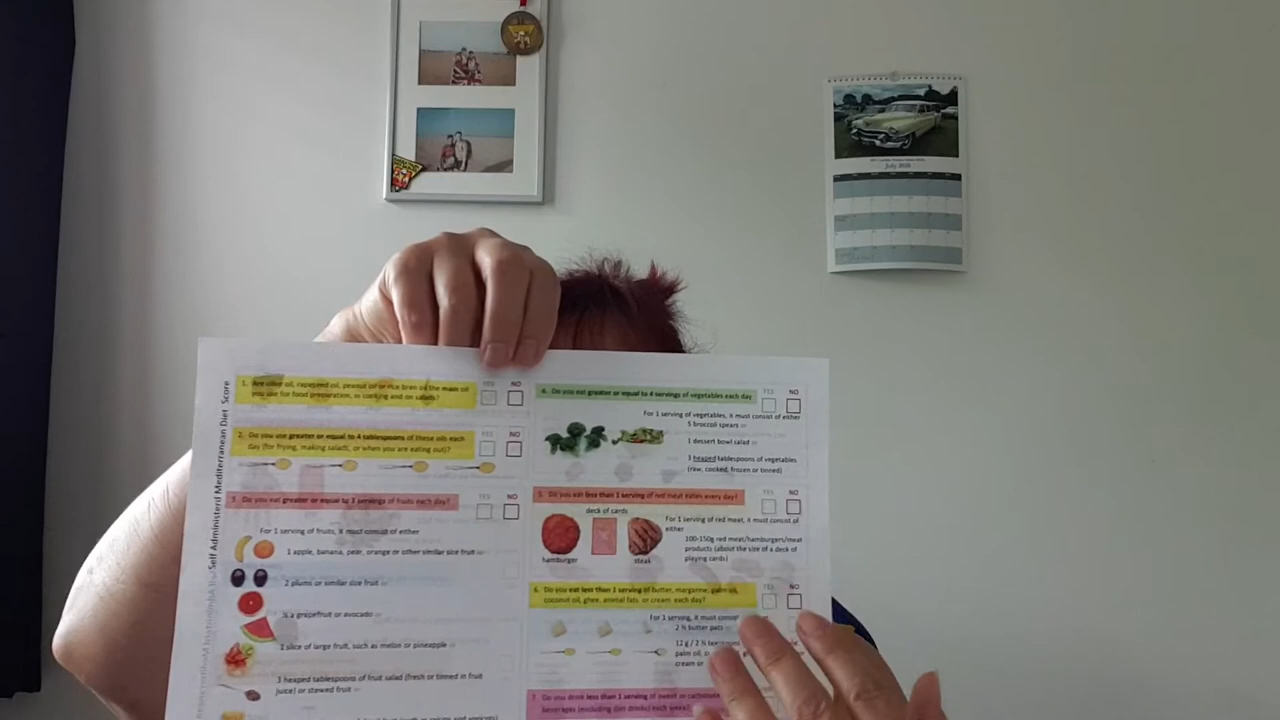 July 2020
Self Administerd Mediterranean Diet Score
1. Are olive oil, rapeseed oil, peanut oil or rice bran oil the main oil
you use for food preparation, in cooking and on salads?
YES NO
2. Do you use greater or equal to 4 tablespoons of these oils each
day (for frying, making salads, or when you are eating out)?
YES NO
3. Do you eat greater or equal to 3 servings of fruits each day?
YES NO
For 1 serving of fruits, it must consist of either
1 apple, banana, pear, orange or other similar size fruit or
2 plums or similar size fruit or
½ a grapefruit or avocado or
1 slice of large fruit, such as melon or pineapple or
3 heaped tablespoons of fruit salad (fresh or tinned in fruit
juice) or stewed fruit or
4. Do you eat greater or equal to 4 servings of vegetables each day
YES NO
For 1 serving of vegetables, it must consist of either
5 broccoli spears or
1 dessert bowl salad or
3 heaped tablespoons of vegetables
(raw, cooked, frozen or tinned)
5. Do you eat less than 1 serving of red meat eaten every day?
YES NO
deck of cards
For 1 serving of red meat, it must consist of
either
100-150g red meat/hamburgers/meat
products (about the size of a deck of
playing cards)
hamburger
steak
6. Do you eat less than 1 serving of butter, margarine, palm oil,
coconut oil, ghee, animal fats, or cream each day?
YES NO
For 1 serving, it must
2 ½ butter pats
12 g / 2 ½
palm oil,
cream or
7. Do you drink less than 1 serving of sweet or
beverages (excluding diet drinks) each week?